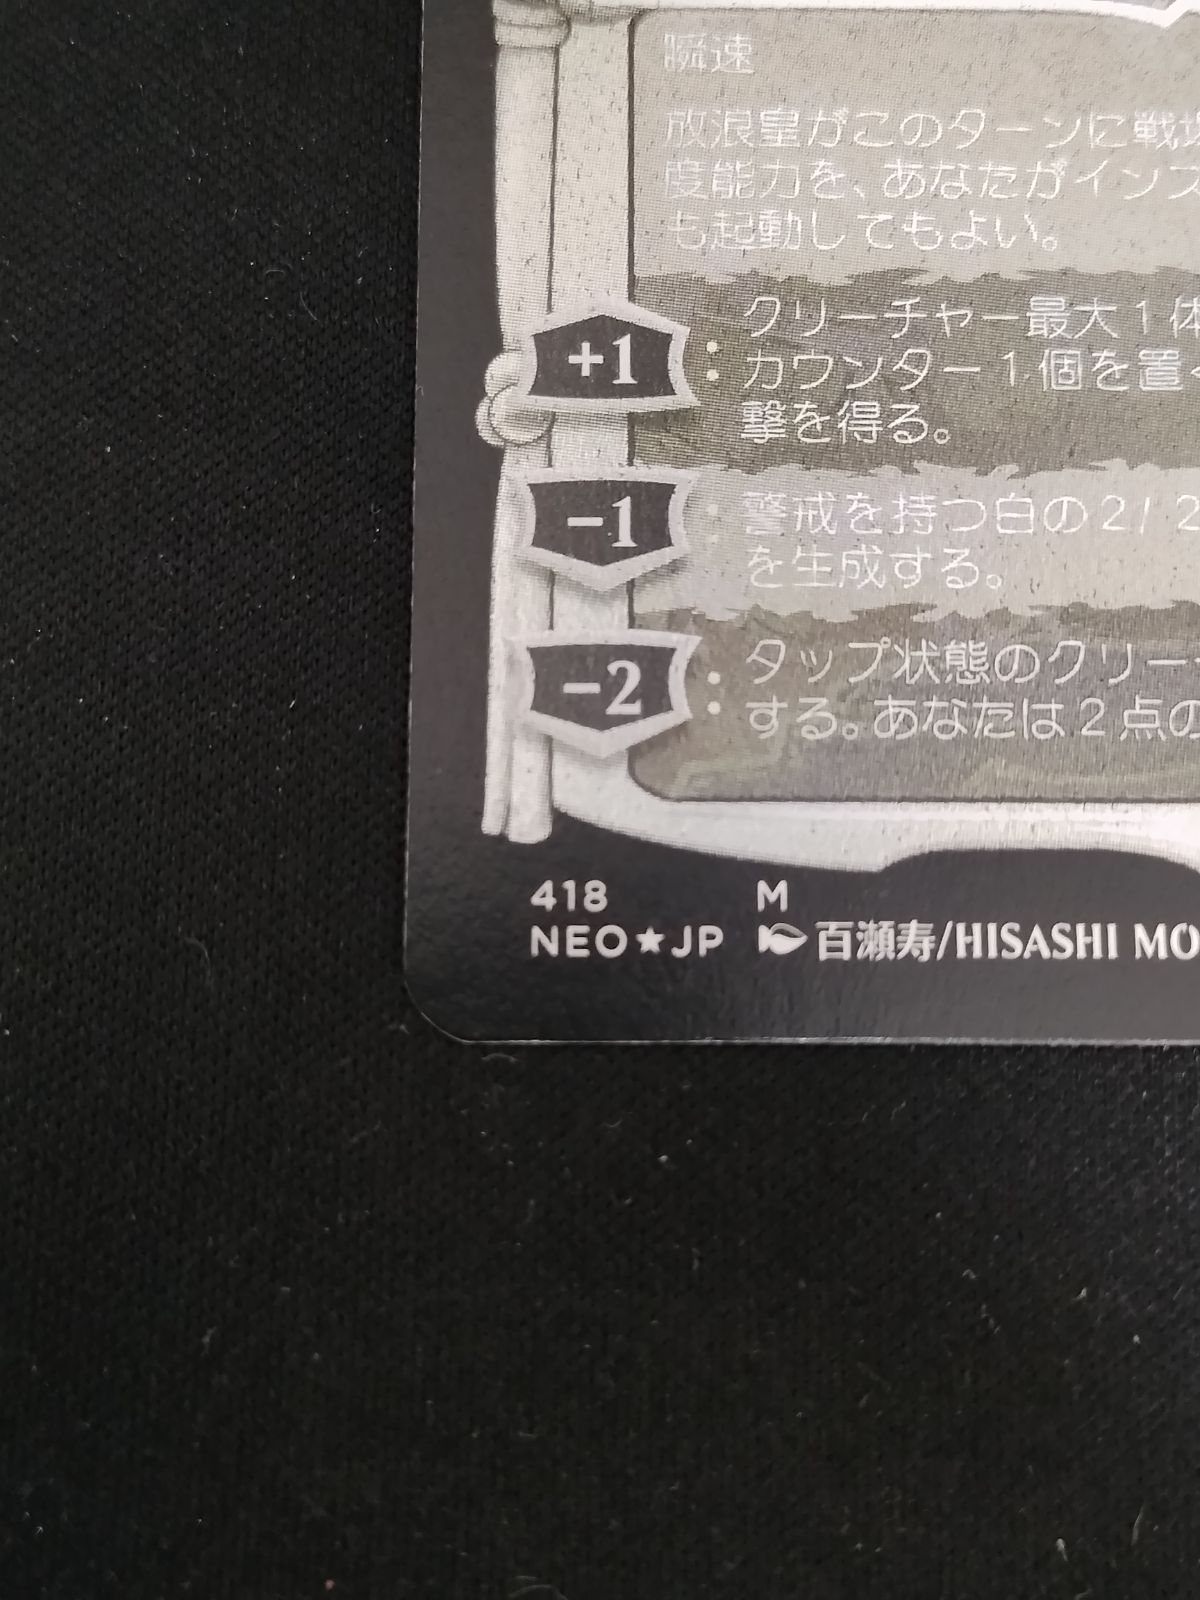 瞬速
放浪皇がこのターンに戦場
度能力を、あなたがインス
も起動してもよい。
+1 : クリーチャー最大1体
カウンター1個を置く
撃を得る。
-1 : 警戒を持つ白の2/2
を生成する。
-2 : タップ状態のクリーチ
する。あなたは2点の
418 M
NEO★JP 百瀬寿/HISASHI MO